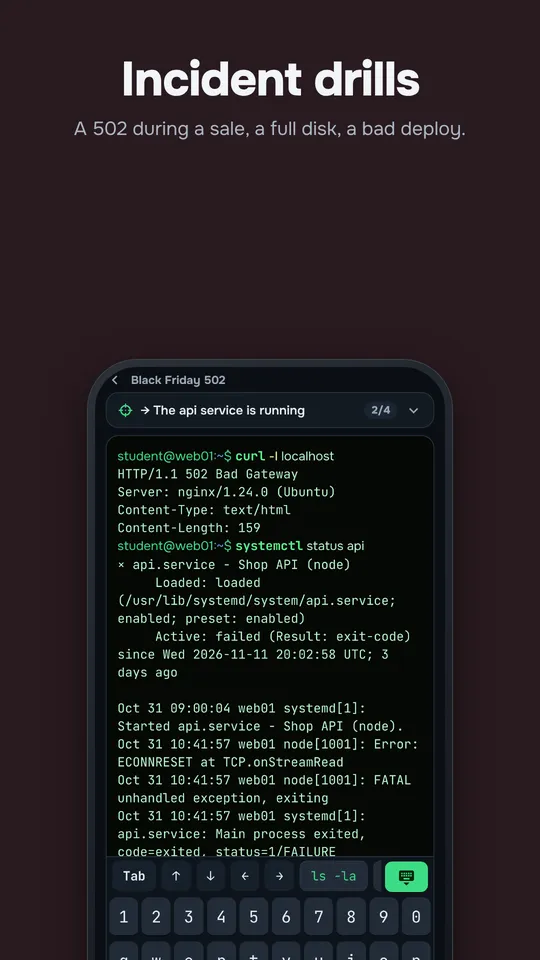 Incident drills
A 502 during a sale, a full disk, a bad deploy.
Black Friday 502
→ The api service is running
2/4
student@web01:~$ curl -I localhost
HTTP/1.1 502 Bad Gateway
Server: nginx/1.24.0 (Ubuntu)
Content-Type: text/html
Content-Length: 159
student@web01:~$ systemctl status api
× api.service - Shop API (node)
Loaded: loaded
(/usr/lib/systemd/system/api.service;
enabled; preset: enabled)
Active: failed (Result: exit-code)
since Wed 2026-11-11 20:02:58 UTC; 3
days ago
Oct 31 09:00:04 web01 systemd[1]:
Started api.service - Shop API (node).
Oct 31 10:41:57 web01 node[1001]: Error:
ECONNRESET at TCP.onStreamRead
Oct 31 10:41:57 web01 node[1001]: FATAL
unhandled exception, exiting
Oct 31 10:41:57 web01 systemd[1]:
api.service: Main process exited,
code=exited, status=1/FAILURE
Tab ↑ ↓ ← → ls -la
1 2 3 4 5 6 7 8 9 0